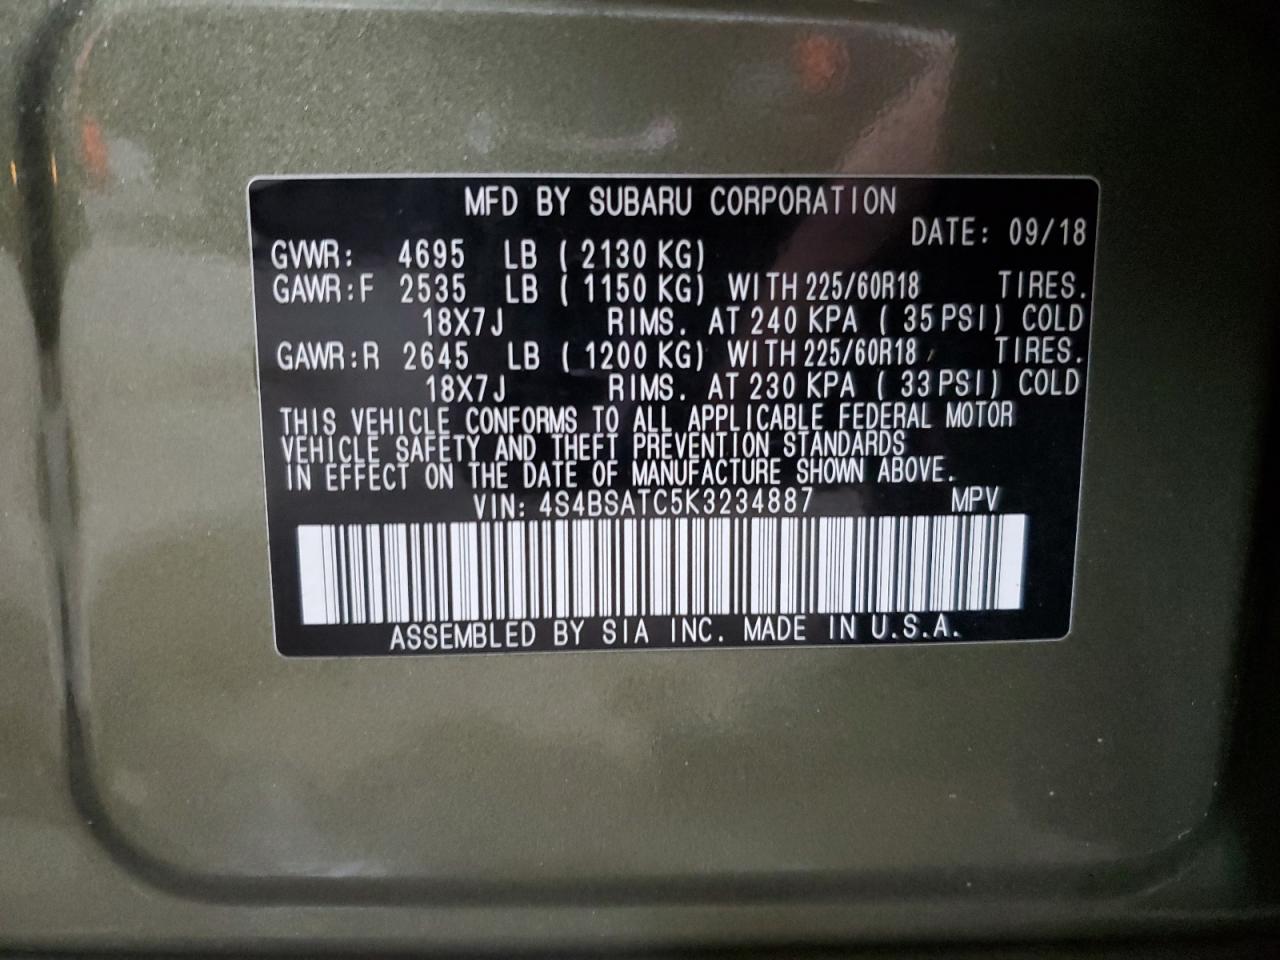 MFD BY SUBARU CORPORATION
DATE: 09/18
GVWR: 4695 LB ( 2130 KG)
GAWR:F 2535 LB ( 1150 KG) WITH 225/60R18 TIRES.
18X7J RIMS. AT 240 KPA ( 35 PSI) COLD
GAWR:R 2645 LB ( 1200 KG) WITH 225/60R18 TIRES.
18X7J RIMS. AT 230 KPA ( 33 PSI) COLD
THIS VEHICLE CONFORMS TO ALL APPLICABLE FEDERAL MOTOR
VEHICLE SAFETY AND THEFT PREVENTION STANDARDS
IN EFFECT ON THE DATE OF MANUFACTURE SHOWN ABOVE.
VIN: 4S4BSATC5K3234887 MPV
ASSEMBLED BY SIA INC. MADE IN U.S.A.